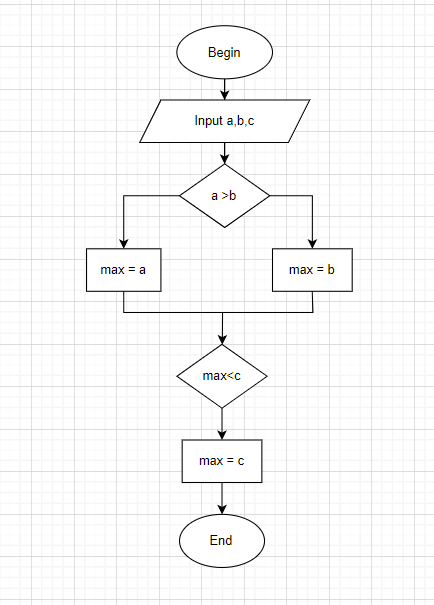 Begin
Input a,b,c
a >b
max = a
max = b
max<c
max = c
End